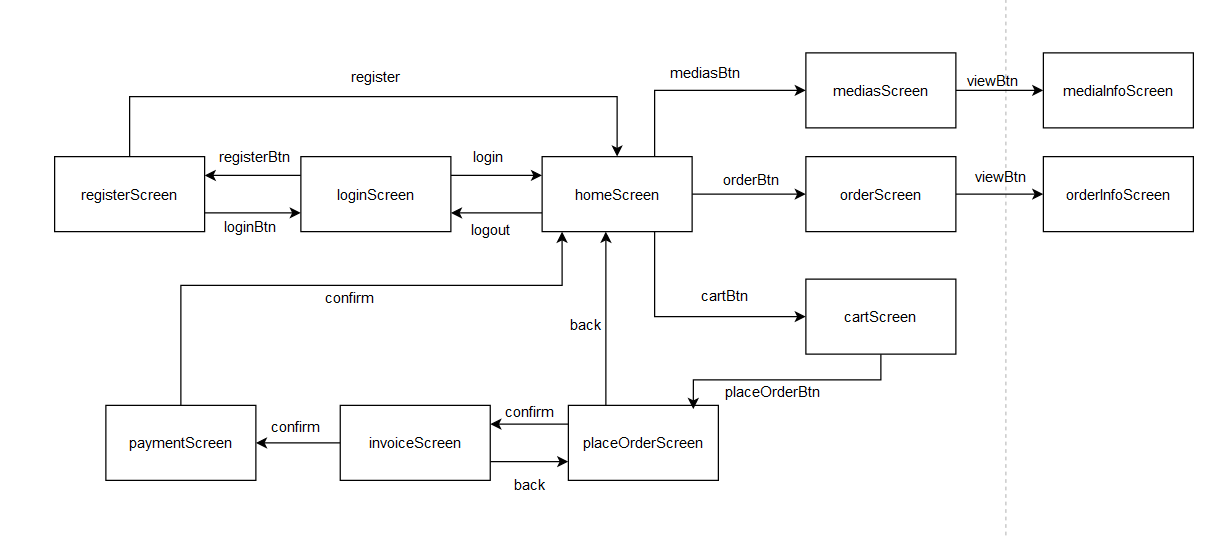 register
mediasBtn
mediasScreen
viewBtn
mediaInfoScreen
registerScreen
registerBtn
loginBtn
loginScreen
login
logout
homeScreen
orderBtn
orderScreen
viewBtn
orderInfoScreen
confirm
back
cartBtn
cartScreen
placeOrderBtn
paymentScreen
confirm
invoiceScreen
confirm
back
placeOrderScreen